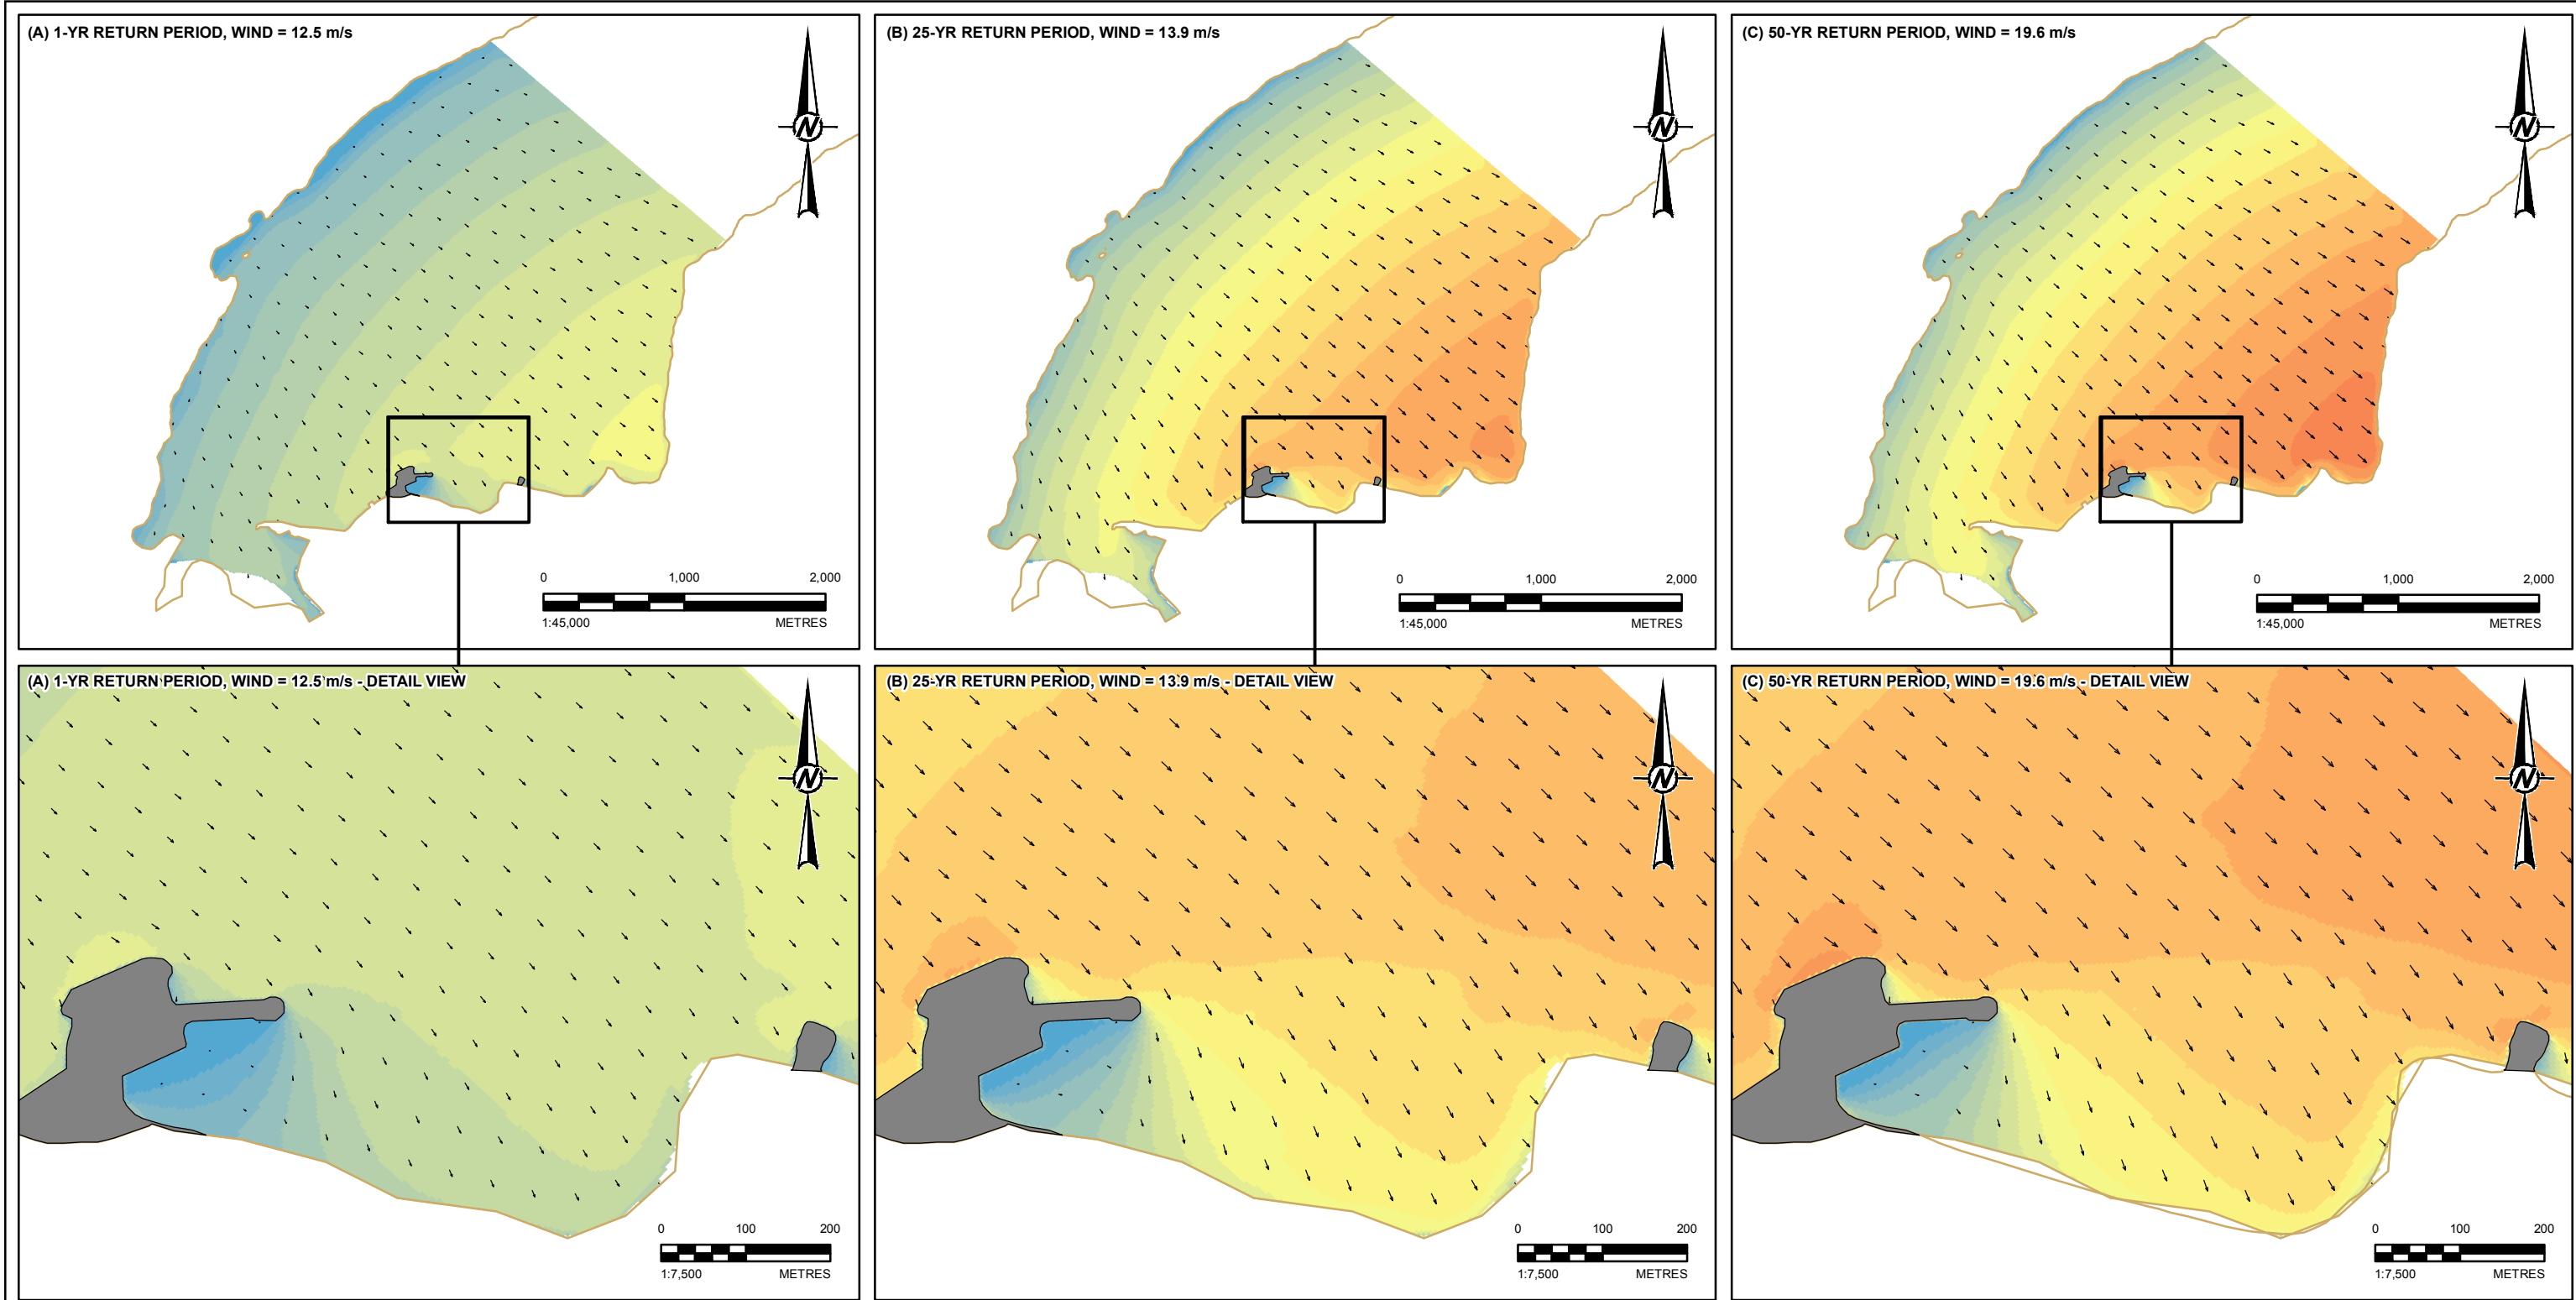 (A) 1-YR RETURN PERIOD, WIND = 12.5 m/s
N
0 1,000 2,000
1:45,000 METRES
(B) 25-YR RETURN PERIOD, WIND = 13.9 m/s
N
0 1,000 2,000
1:45,000 METRES
(C) 50-YR RETURN PERIOD, WIND = 19.6 m/s
N
0 1,000 2,000
1:45,000 METRES
(A) 1-YR RETURN PERIOD, WIND = 12.5 m/s - DETAIL VIEW
N
0 100 200
1:7,500 METRES
(B) 25-YR RETURN PERIOD, WIND = 13.9 m/s - DETAIL VIEW
N
0 100 200
1:7,500 METRES
(C) 50-YR RETURN PERIOD, WIND = 19.6 m/s - DETAIL VIEW
N
0 100 200
1:7,500 METRES